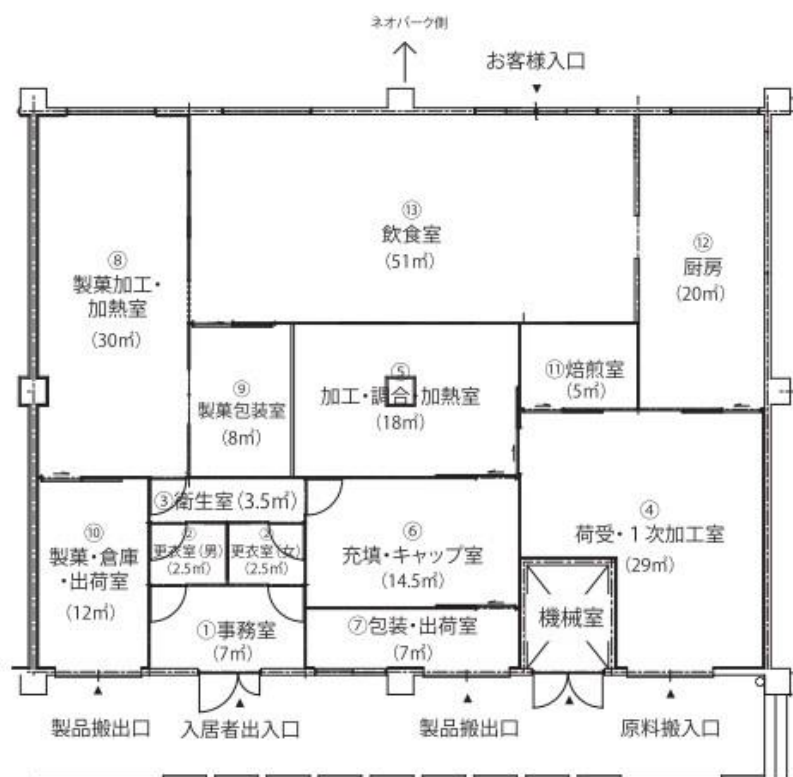 ネオパーク側
お客様入口
⑬
飲食室
(51㎡)
⑫
厨房
(20㎡)
⑧
製菓加工・
加熱室
(30㎡)
⑨
製菓包装室
(8㎡)
⑤
加工・調合・加熱室
(18㎡)
⑪焙煎室
(5㎡)
③衛生室(3.5㎡)
②
更衣室(男)
(2.5㎡)
②
更衣室(女)
(2.5㎡)
⑩
製菓・倉庫
・出荷室
(12㎡)
⑥
充填・キャップ室
(14.5㎡)
④
荷受・1次加工室
(29㎡)
①事務室
(7㎡)
⑦包装・出荷室
(7㎡)
機械室
製品搬出口
入居者出入口
製品搬出口
原料搬入口